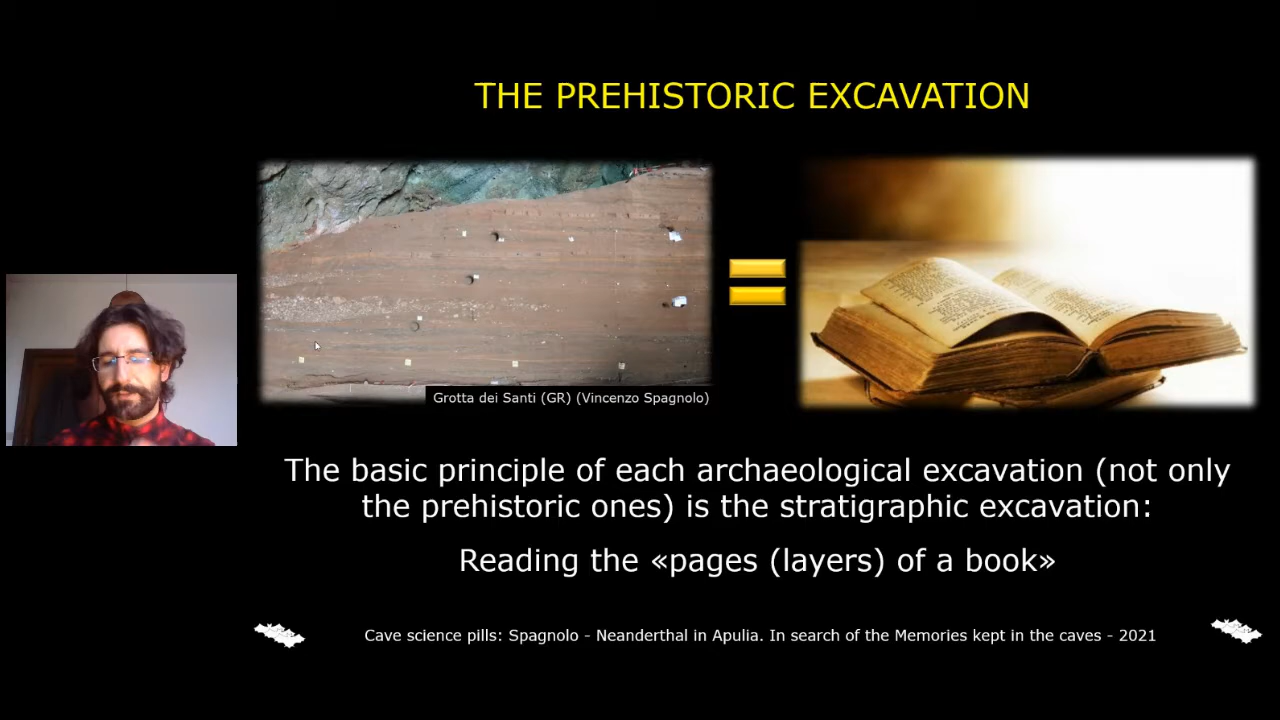 THE PREHISTORIC EXCAVATION
Grotta dei Santi (GR) (Vincenzo Spagnolo)
The basic principle of each archaeological excavation (not only
the prehistoric ones) is the stratigraphic excavation:
Reading the «pages (layers) of a book»
Cave science pills: Spagnolo - Neanderthal in Apulia. In search of the Memories kept in the caves - 2021